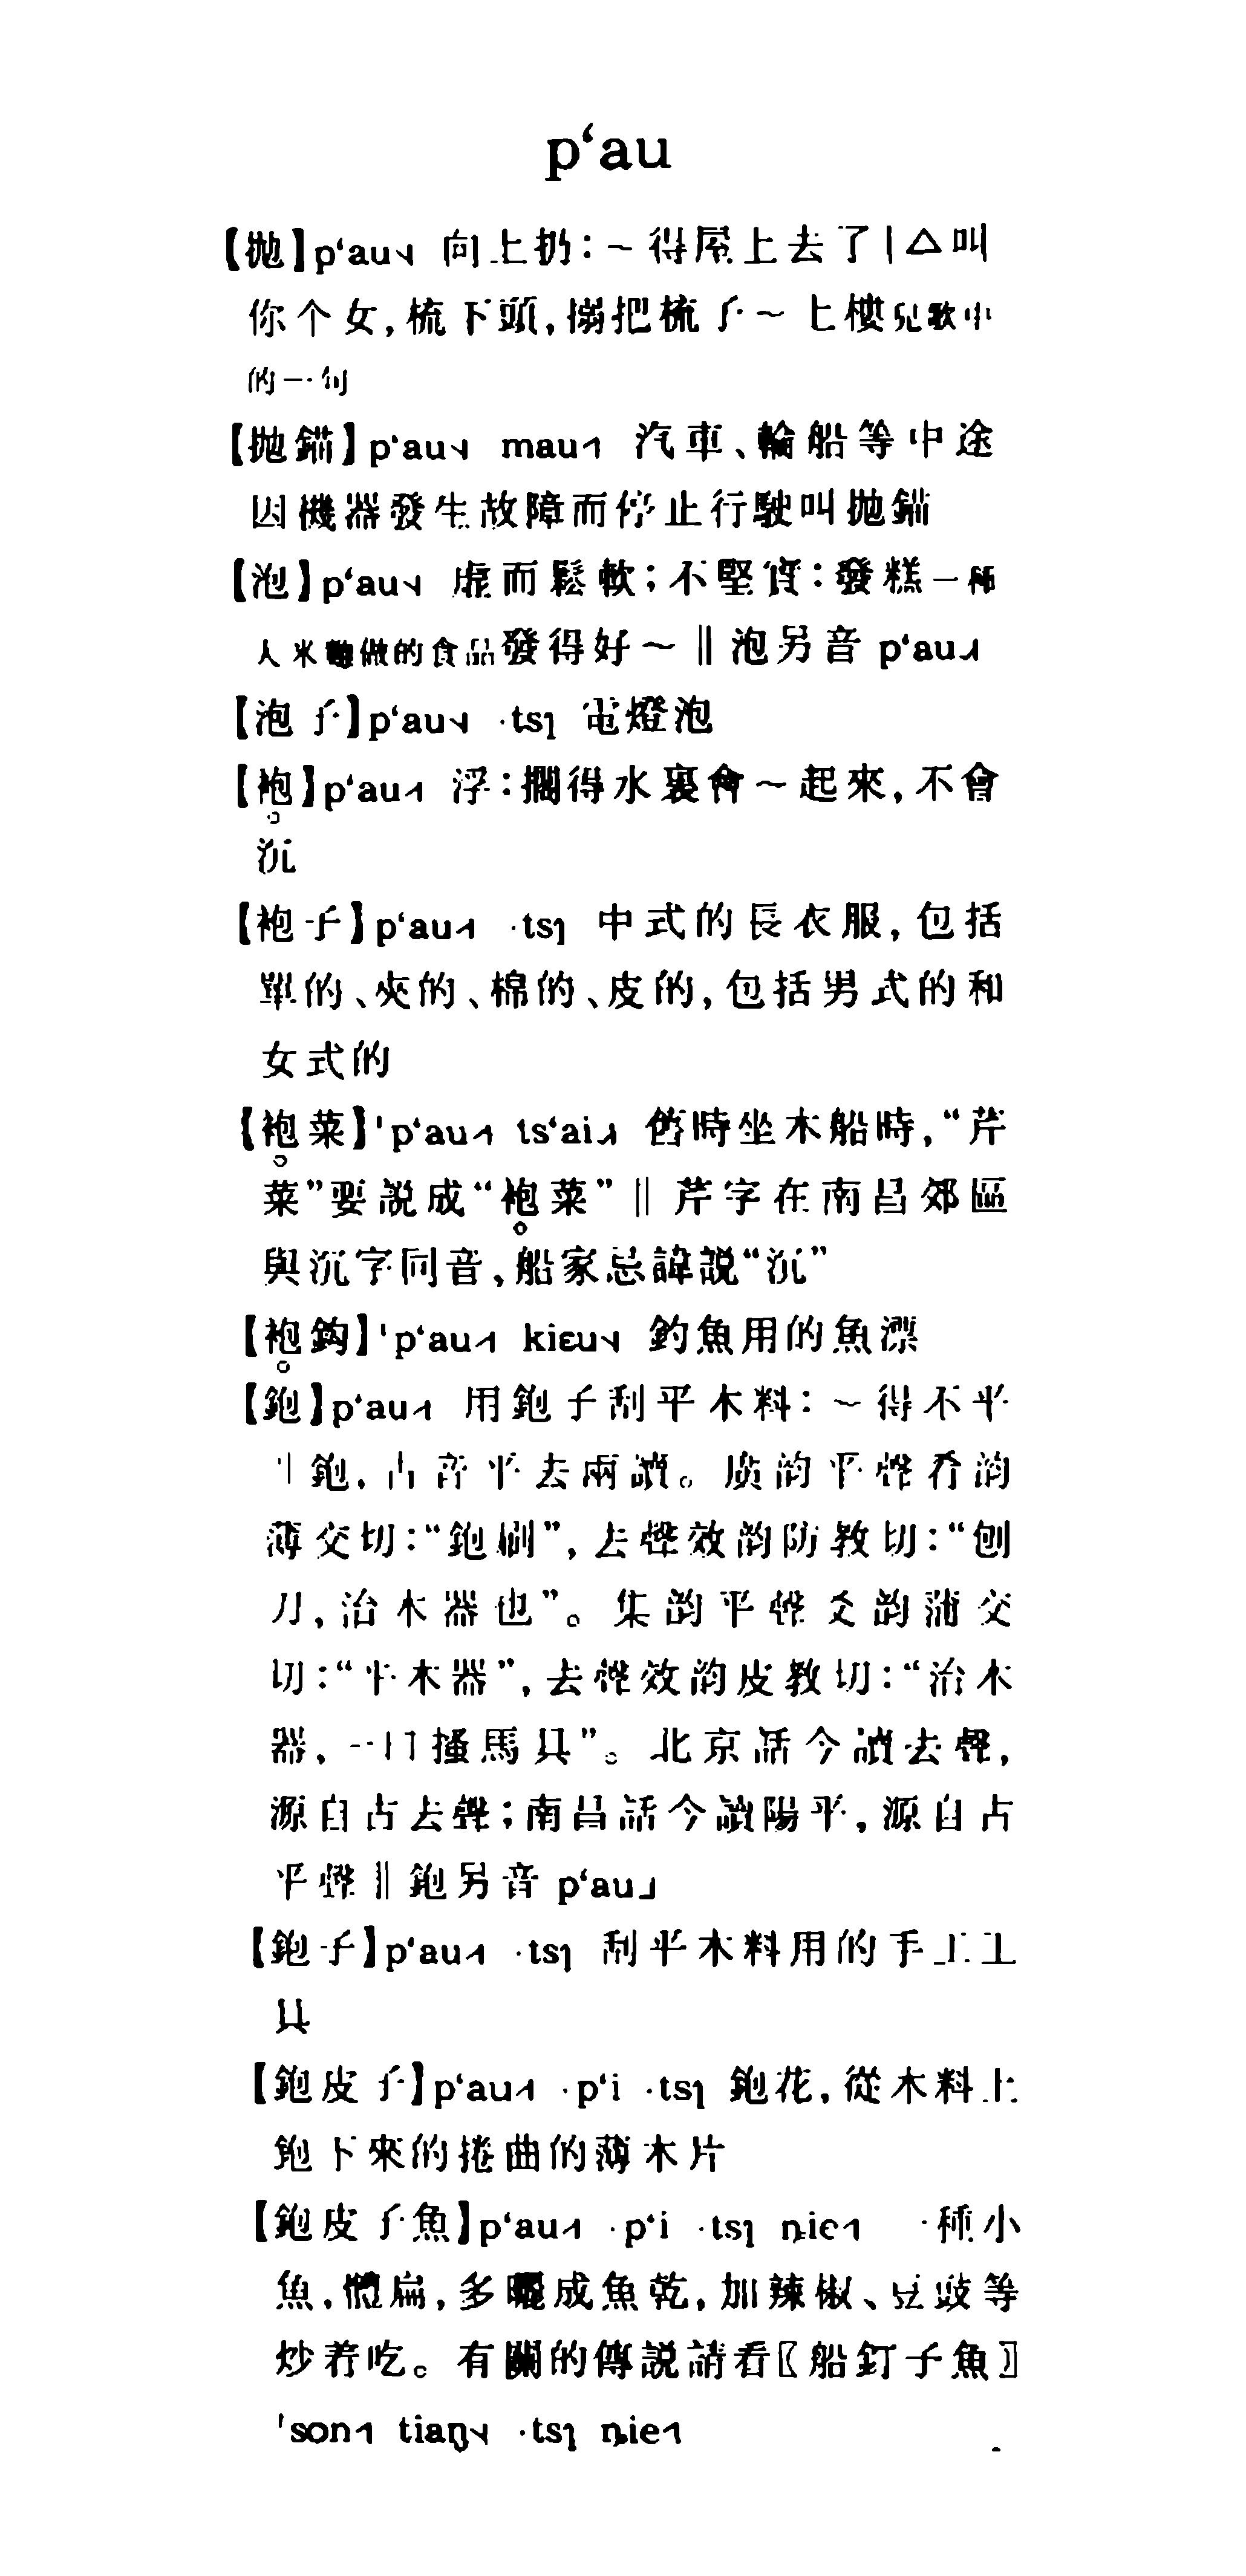 p‘au
【抛】p‘au˧ 向上扔：～得屋上去了｜△叫
你个女，梳下頭，搦把梳子～上樓兒歌中
的一句
【抛錨】p‘au˧ mau˧ 汽車、輪船等中途
因機器發生故障而停止行駛叫抛錨
【泡】p‘au˧ 虛而鬆軟；不堅實：發糕一種
大米麵做的食品發得好～‖泡另音 p‘au˩
【泡子】p‘au˧ ·tsɿ 電燈泡
【袍】p‘au˧ 浮：擱得水裏會～起來，不會
沉
【袍子】p‘au˧ ·tsɿ 中式的長衣服，包括
單的、夾的、棉的、皮的，包括男式的和
女式的
【袍菜】ˈp‘au˧ ts‘ai˩ 舊時坐木船時，“芹
菜”要説成“袍菜”‖芹字在南昌郊區
與沉字同音，船家忌諱説“沉”
【袍鈎】ˈp‘au˧ kiɛu˧ 釣魚用的魚漂
【鉋】p‘au˧ 用鉋子刮平木料：～得不平
‖鉋，古音平去兩讀。廣韵平聲肴韵
薄交切：“鉋刷”，去聲效韵防教切：“刨
刀，治木器也”。集韵平聲爻韵蒲交
切：“平木器”，去聲效韵皮教切：“治木
器，一曰搔馬具”。北京話今讀去聲，
源自古去聲；南昌話今讀陽平，源自古
平聲‖鉋另音 p‘au˩
【鉋子】p‘au˧ ·tsɿ 刮平木料用的手工工
具
【鉋皮子】p‘au˧ ·p‘i ·tsɿ 鉋花，從木料上
鉋下來的捲曲的薄木片
【鉋皮子魚】p‘au˧ ·p‘i ·tsɿ ȵie˧ 一種小
魚，體扁，多曬成魚乾，加辣椒、豆豉等
炒着吃。有關的傳説請看〖船釘子魚〗
ˈsɔn˧ tiaŋ˧ ·tsɿ ȵie˧